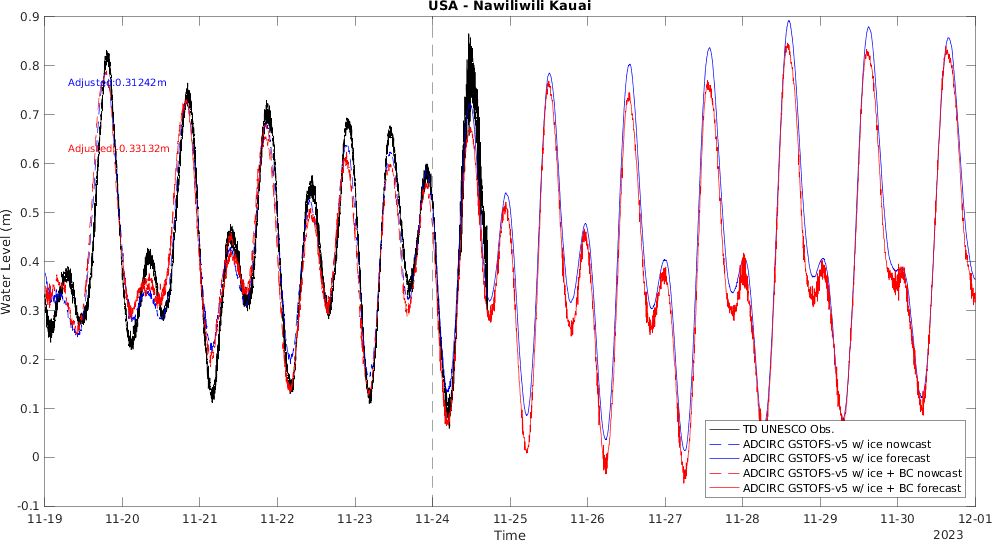 USA - Nawiliwili Kauai
0.9
0.8
Adjusted:0.31242m
0.7
Adjusted:-0.33132m
0.6
0.5
Water Level (m)
0.4
0.3
0.2
0.1
0
-0.1
TD UNESCO Obs.
ADCIRC GSTOFS-v5 w/ ice nowcast
ADCIRC GSTOFS-v5 w/ ice forecast
ADCIRC GSTOFS-v5 w/ ice + BC nowcast
ADCIRC GSTOFS-v5 w/ ice + BC forecast
11-19 11-20 11-21 11-22 11-23 11-24 11-25 11-26 11-27 11-28 11-29 11-30 12-01
Time
2023